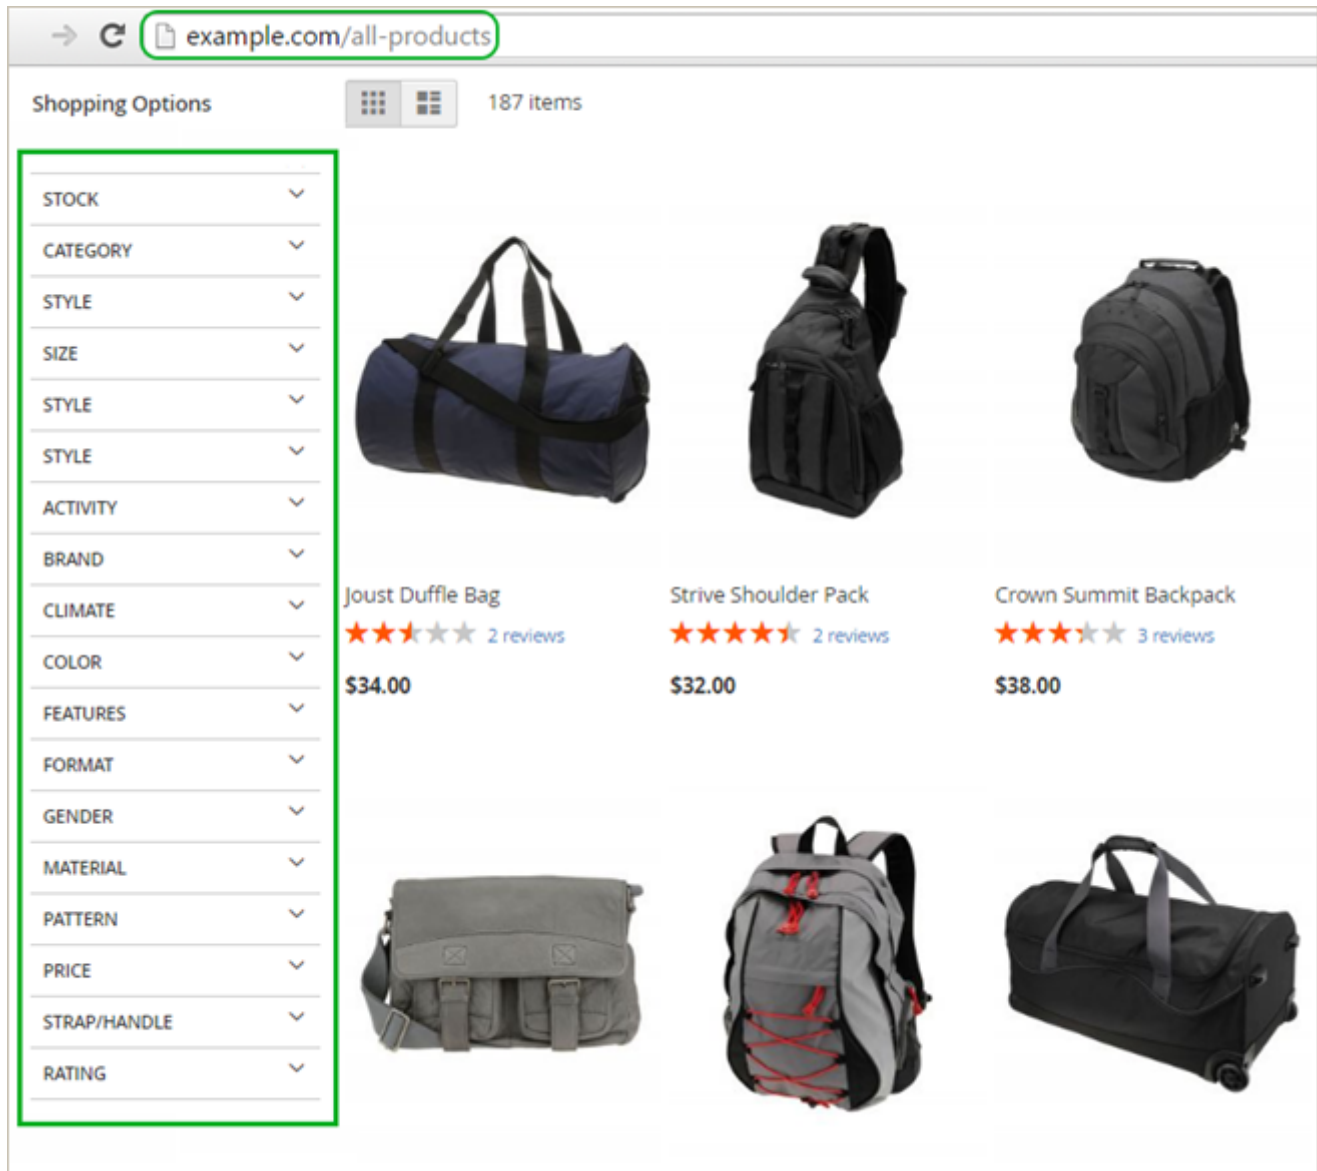 example.com/all-products
Shopping Options
187 items
STOCK
CATEGORY
STYLE
SIZE
STYLE
STYLE
ACTIVITY
BRAND
CLIMATE
COLOR
FEATURES
FORMAT
GENDER
MATERIAL
PATTERN
PRICE
STRAP/HANDLE
RATING
Joust Duffle Bag
2 reviews
$34.00
Strive Shoulder Pack
2 reviews
$32.00
Crown Summit Backpack
3 reviews
$38.00